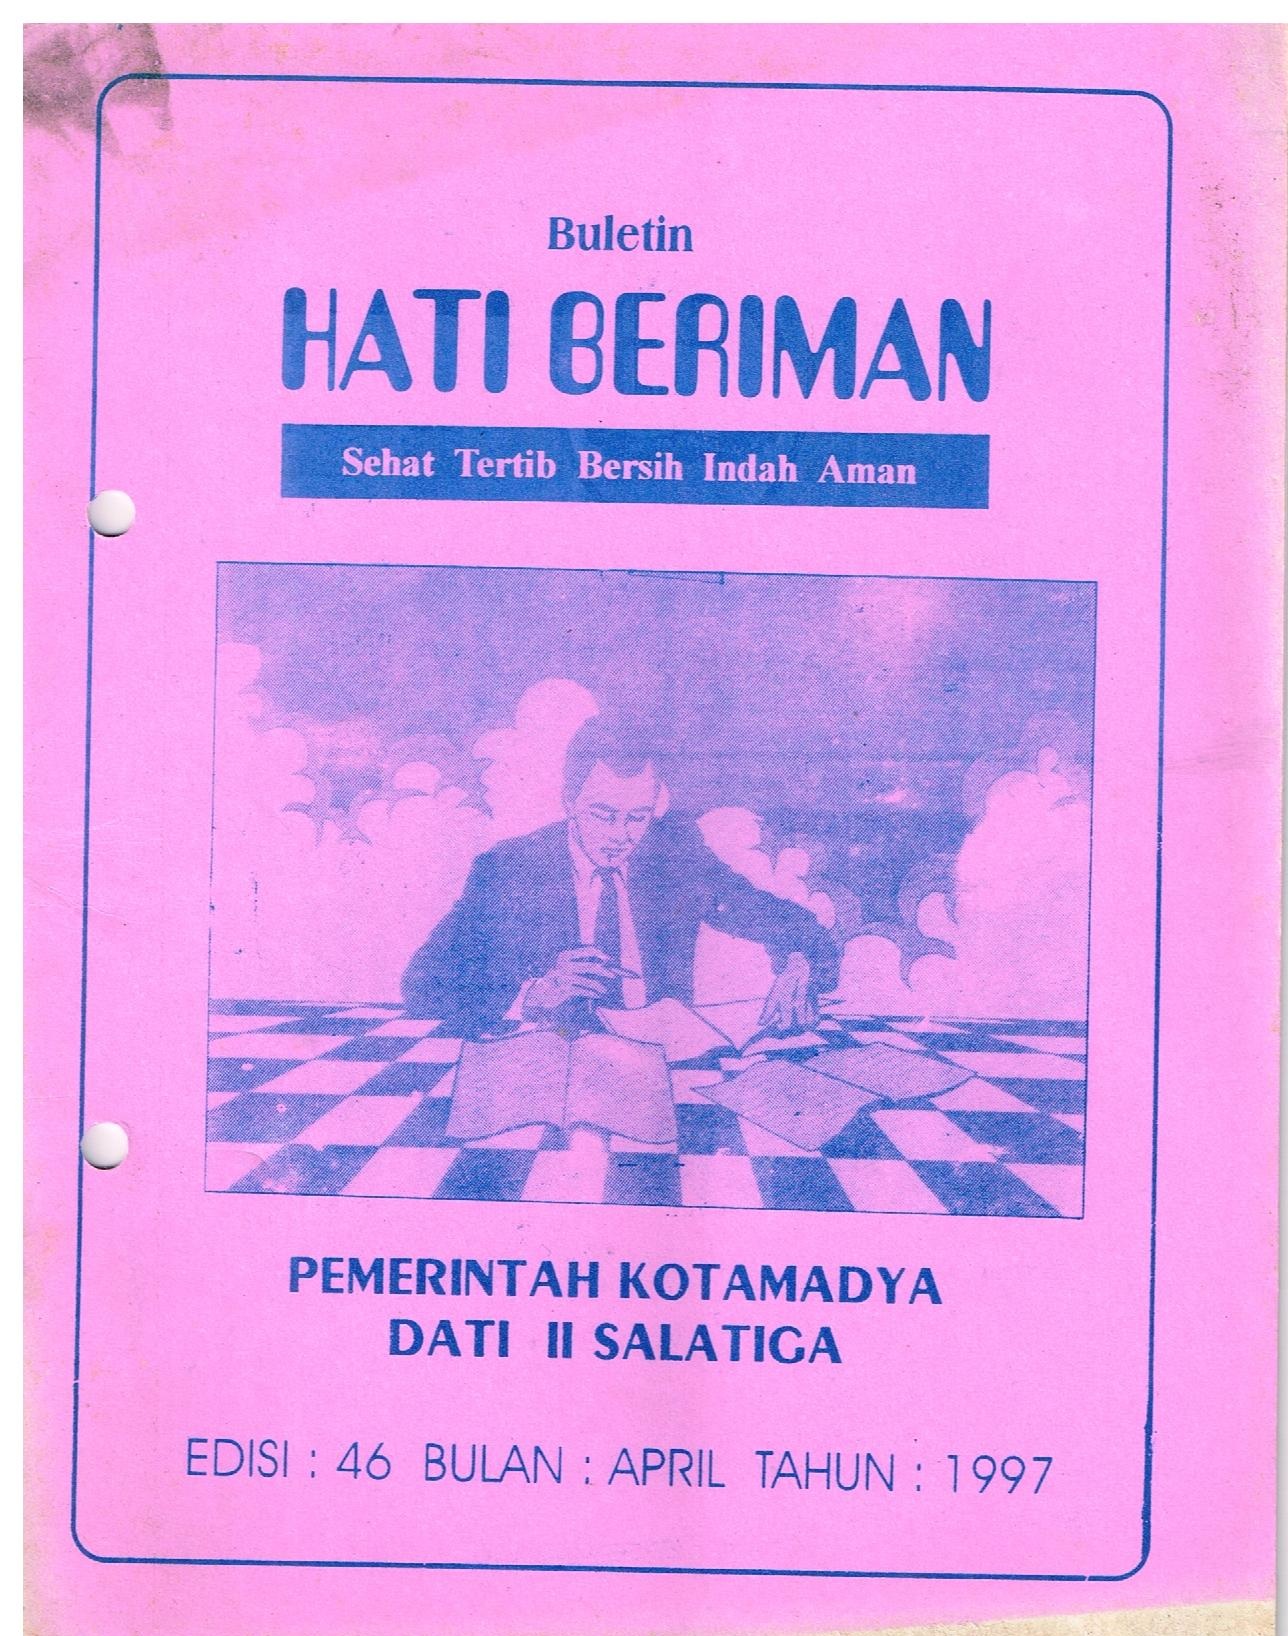 Buletin
HATI BERIMAN
Sehat Tertib Bersih Indah Aman
PEMERINTAH KOTAMADYA
DATI II SALATIGA
EDISI : 46 BULAN : APRIL TAHUN : 1997